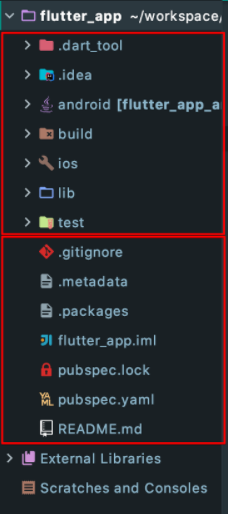 flutter_app ~/workspace/
.dart_tool
.idea
android [flutter_app_a
build
ios
lib
test
.gitignore
.metadata
.packages
flutter_app.iml
pubspec.lock
YAML pubspec.yaml
README.md
External Libraries
Scratches and Consoles